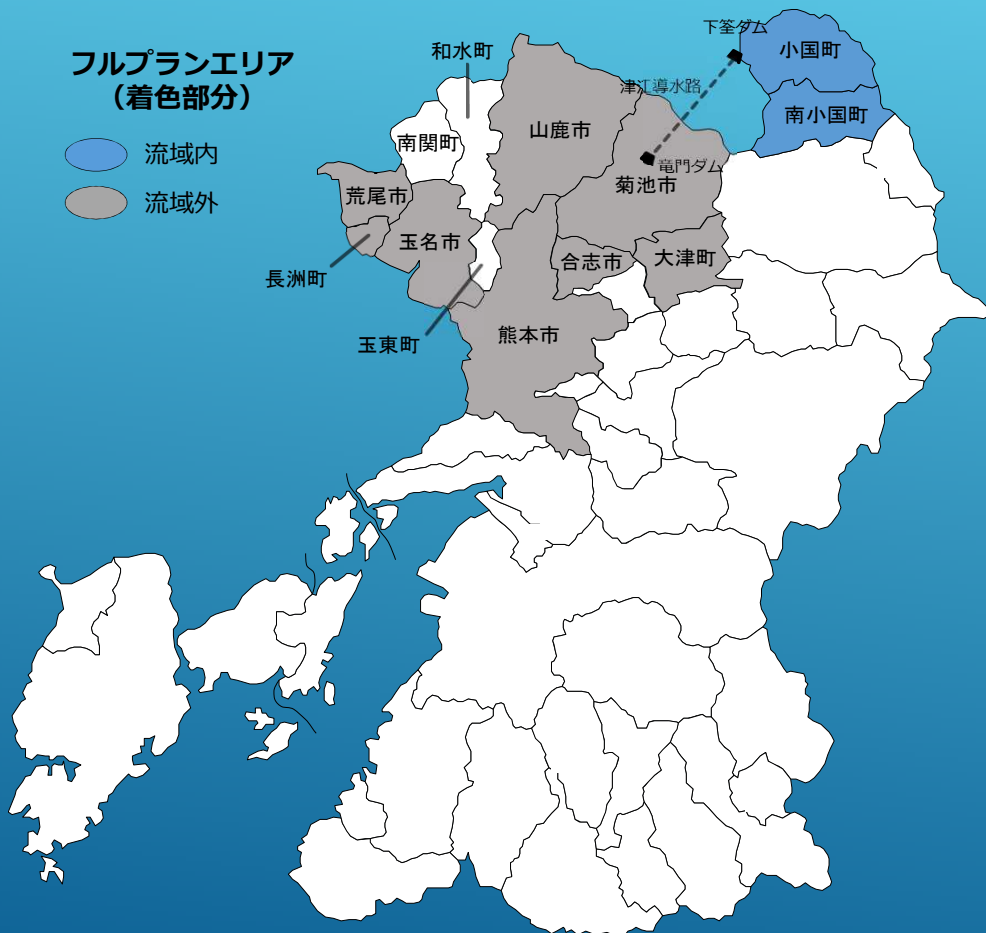 フルプランエリア
（着色部分）
流域内
流域外
和水町
下筌ダム
小国町
津江導水路
南小国町
山鹿市
南関町
竜門ダム
菊池市
荒尾市
玉名市
合志市
大津町
長洲町
熊本市
玉東町